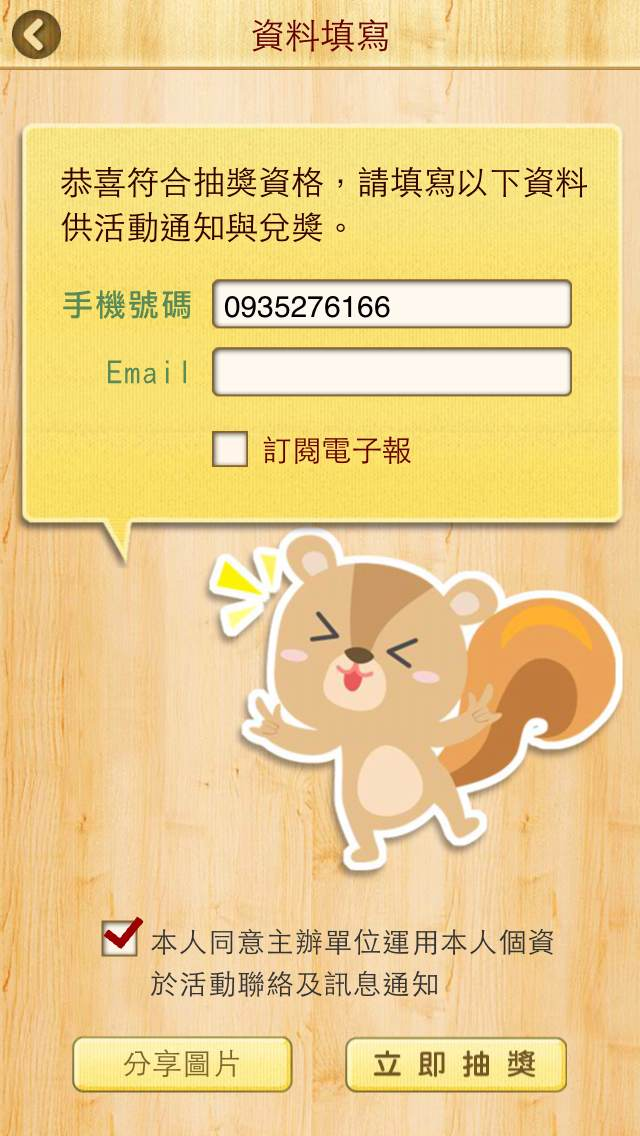 資料填寫
恭喜符合抽獎資格，請填寫以下資料
供活動通知與兌獎。
手機號碼 0935276166
Email
訂閱電子報
本人同意主辦單位運用本人個資
於活動聯絡及訊息通知
分享圖片 立即抽獎